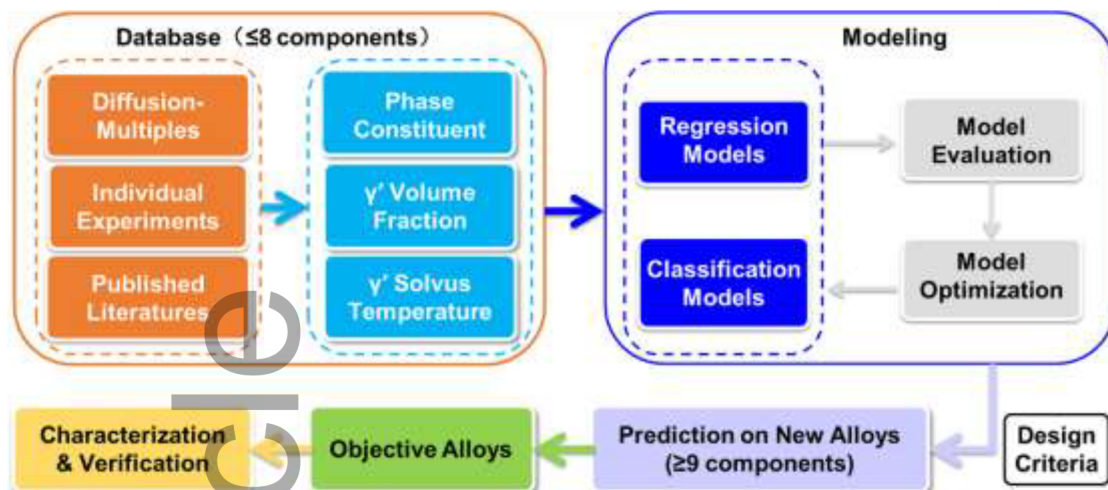 Database（≤8 components）
Diffusion-
Multiples
Individual
Experiments
Published
Literatures
Phase
Constituent
γ′ Volume
Fraction
γ′ Solvus
Temperature
Modeling
Regression
Models
Classification
Models
Model
Evaluation
Model
Optimization
Characterization
& Verification
Objective Alloys
Prediction on New Alloys
(≥9 components)
Design
Criteria
cle